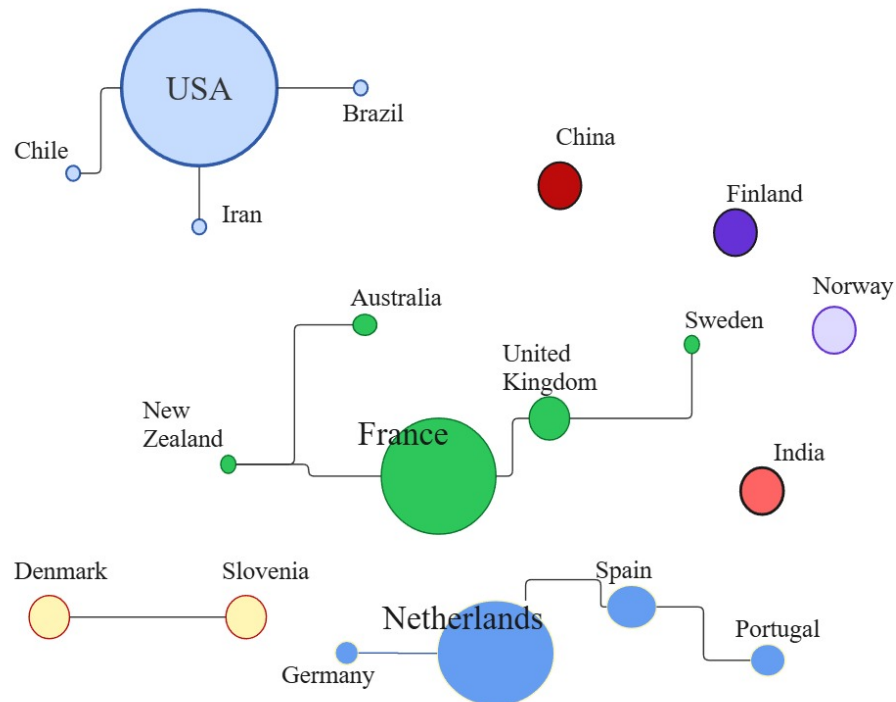 USA
Brazil
Chile
Iran
China
Finland
Norway
Australia
Sweden
United
Kingdom
New
Zealand
France
India
Denmark
Slovenia
Spain
Netherlands
Portugal
Germany